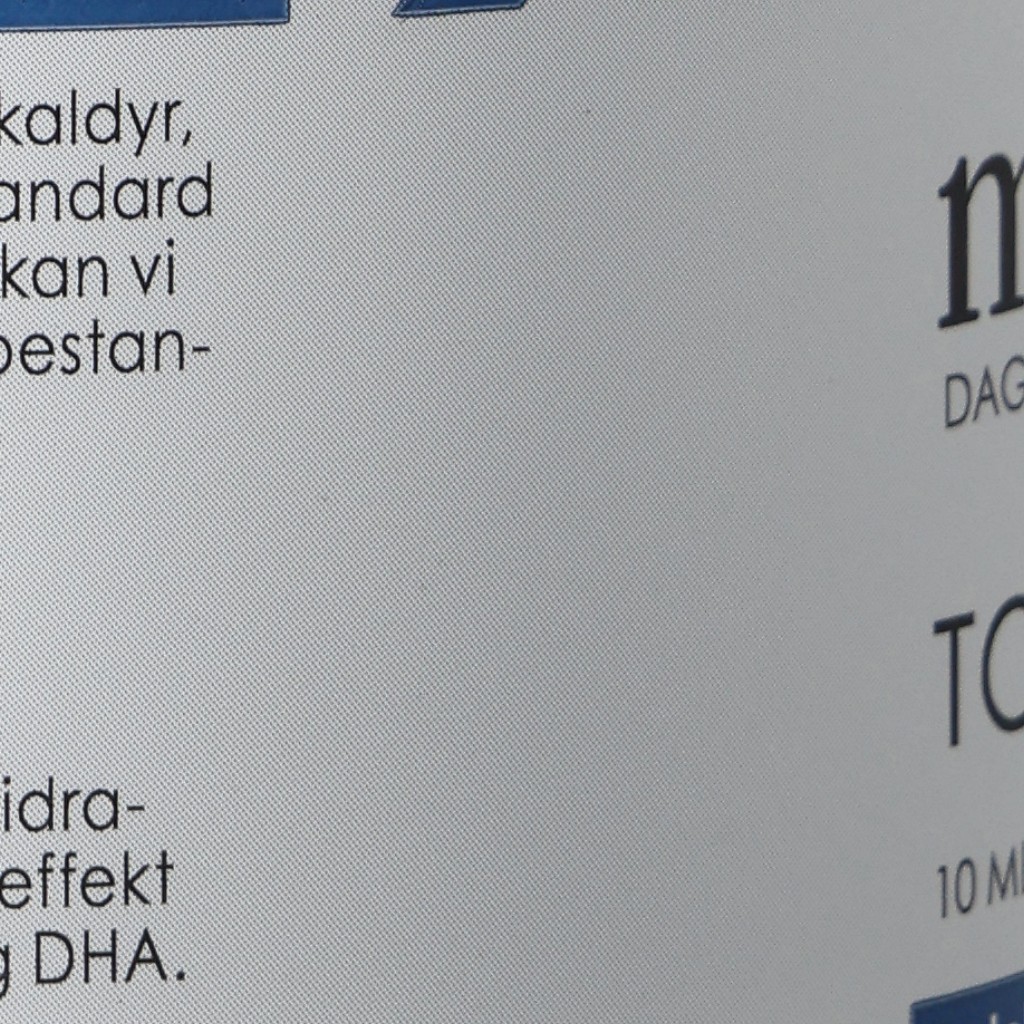 kaldyr,
andard
kan vi
bestan-
idra-
effekt
g DHA.
m
DAG
TO
10 M